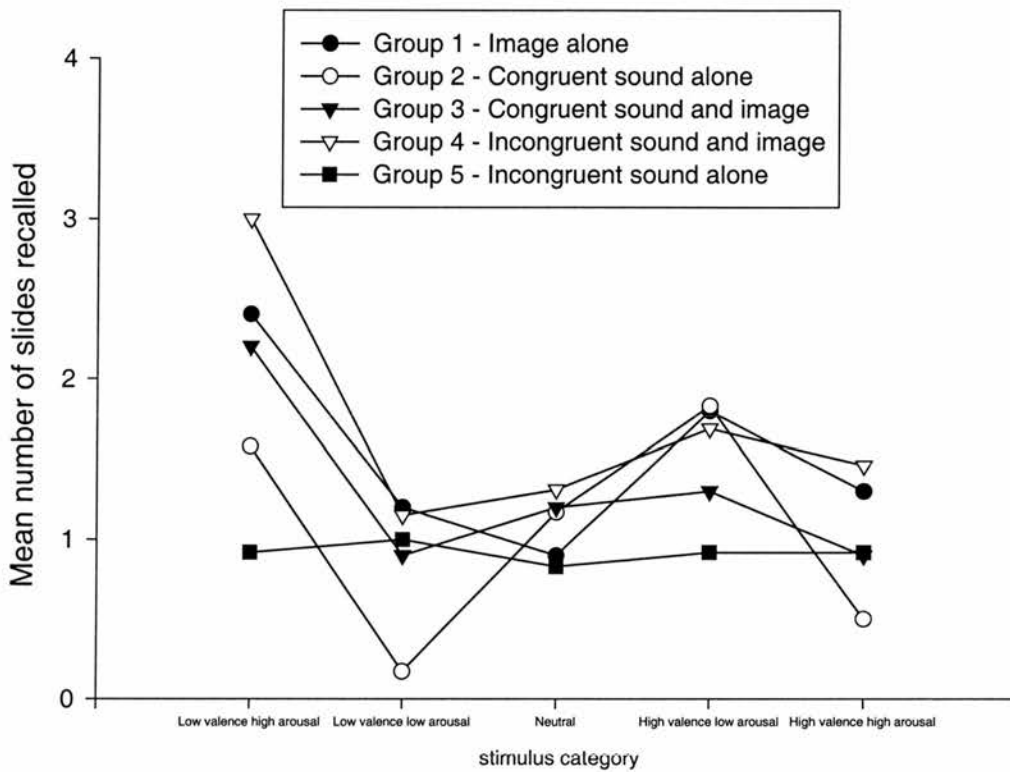 Group 1 - Image alone
Group 2 - Congruent sound alone
Group 3 - Congruent sound and image
Group 4 - Incongruent sound and image
Group 5 - Incongruent sound alone
Mean number of slides recalled
4
3
2
1
0
Low valence high arousal
Low valence low arousal
Neutral
High valence low arousal
High valence high arousal
stimulus category